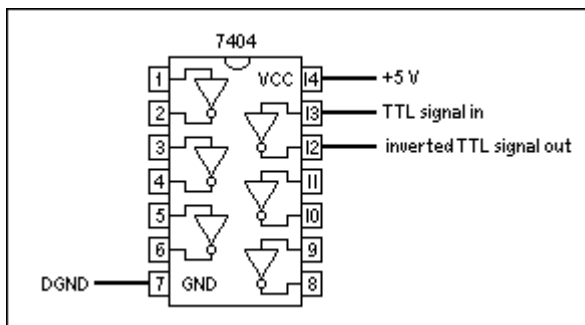 7404
1 VCC 14 +5 V
2 13 TTL signal in
3 12 inverted TTL signal out
4 11
5 10
6 9
DGND 7 GND 8